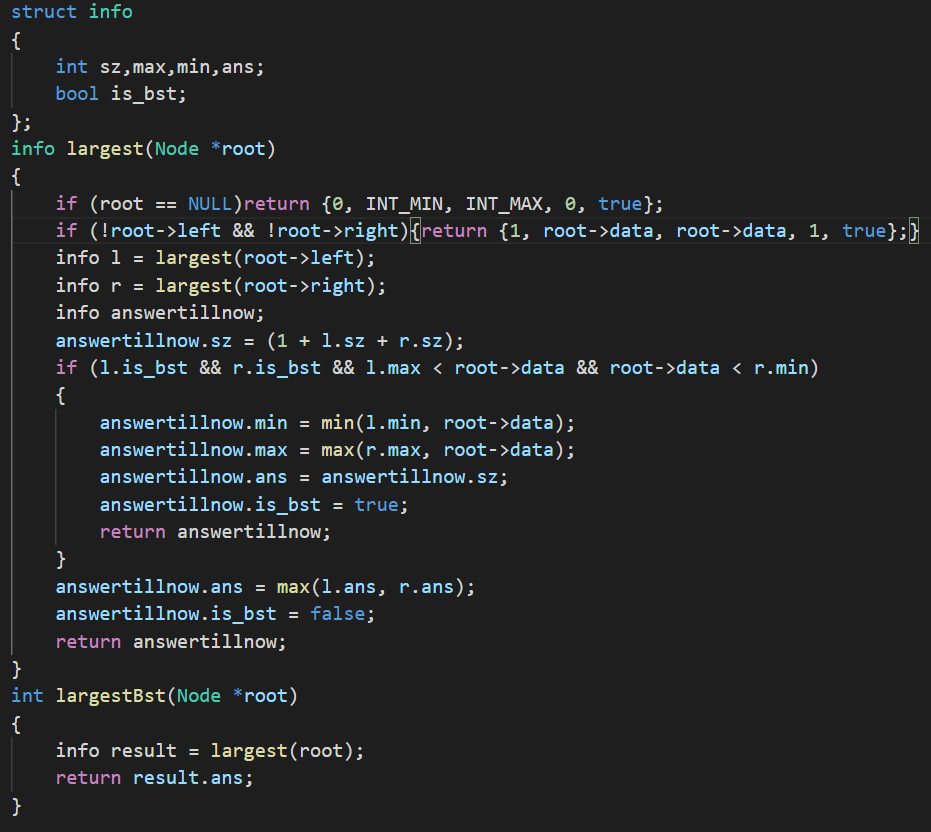 struct info
{
    int sz,max,min,ans;
    bool is_bst;
};
info largest(Node *root)
{
    if (root == NULL)return {0, INT_MIN, INT_MAX, 0, true};
    if (!root->left && !root->right){return {1, root->data, root->data, 1, true};}
    info l = largest(root->left);
    info r = largest(root->right);
    info answertillnow;
    answertillnow.sz = (1 + l.sz + r.sz);
    if (l.is_bst && r.is_bst && l.max < root->data && root->data < r.min)
    {
        answertillnow.min = min(l.min, root->data);
        answertillnow.max = max(r.max, root->data);
        answertillnow.ans = answertillnow.sz;
        answertillnow.is_bst = true;
        return answertillnow;
    }
    answertillnow.ans = max(l.ans, r.ans);
    answertillnow.is_bst = false;
    return answertillnow;
}
int largestBst(Node *root)
{
    info result = largest(root);
    return result.ans;
}